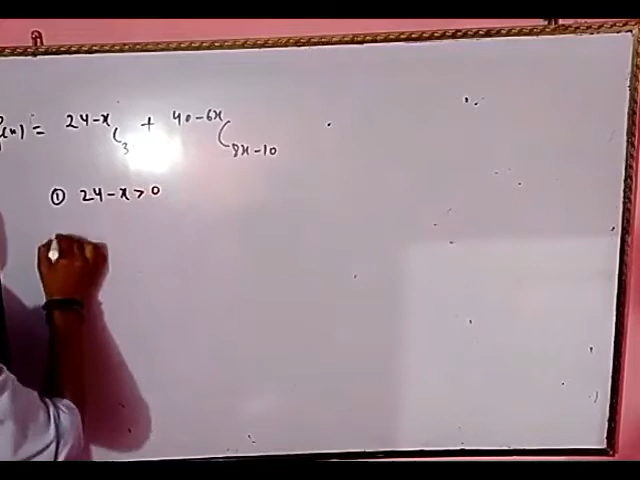 f(x) = 24-x C 3 + 40-6x C 8x-10
① 24-x>0